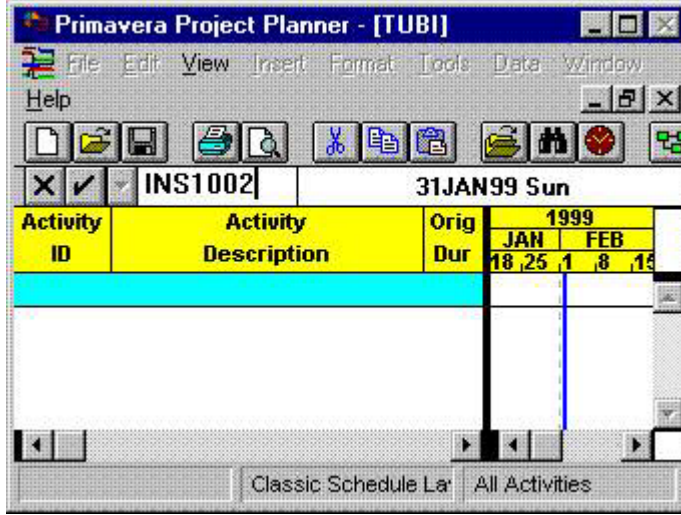 Primavera Project Planner - [TUBI]
File Edit View Insert Format Tools Data Window
Help
INS1002 31JAN99 Sun
Activity Activity Orig 1999
ID Description Dur JAN FEB
18 25 1 8 15
Classic Schedule La All Activities